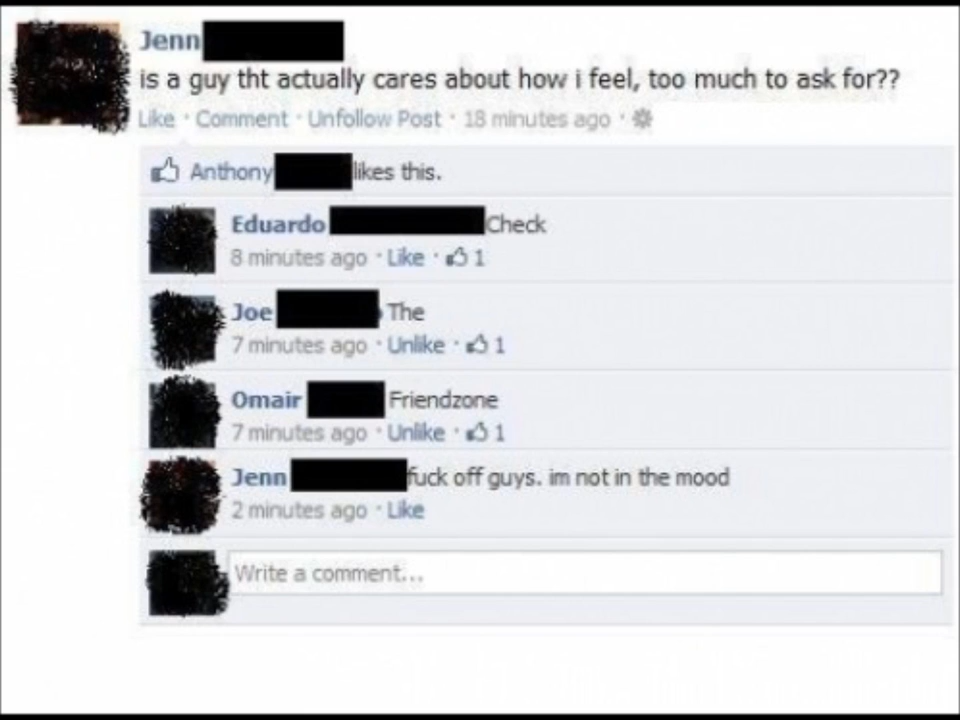 Jenn
is a guy tht actually cares about how i feel, too much to ask for??
Like · Comment · Unfollow Post · 18 minutes ago ·
Anthony likes this.
Eduardo Check
8 minutes ago · Like · 1
Joe The
7 minutes ago · Unlike · 1
Omair Friendzone
7 minutes ago · Unlike · 1
Jenn fuck off guys. im not in the mood
2 minutes ago · Like
Write a comment...